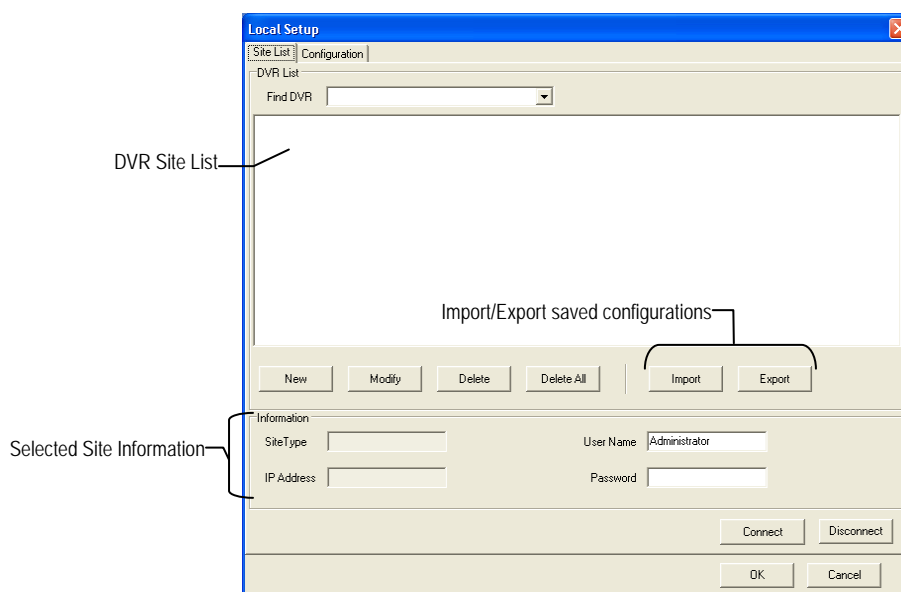 Local Setup
Site List Configuration
DVR List
Find DVR
DVR Site List
Import/Export saved configurations
New Modify Delete Delete All Import Export
Information
SiteType User Name Administrator
Selected Site Information
IP Address Password
Connect Disconnect
OK Cancel